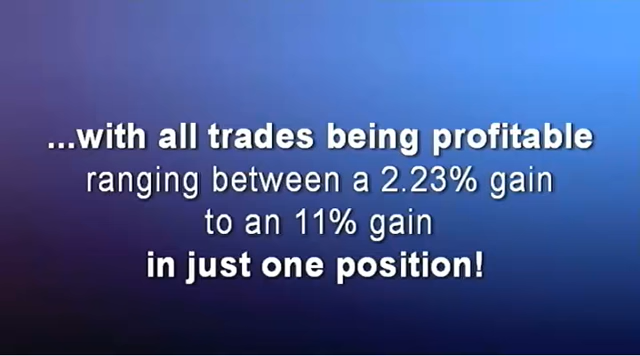 ...with all trades being profitable
ranging between a 2.23% gain
to an 11% gain
in just one position!